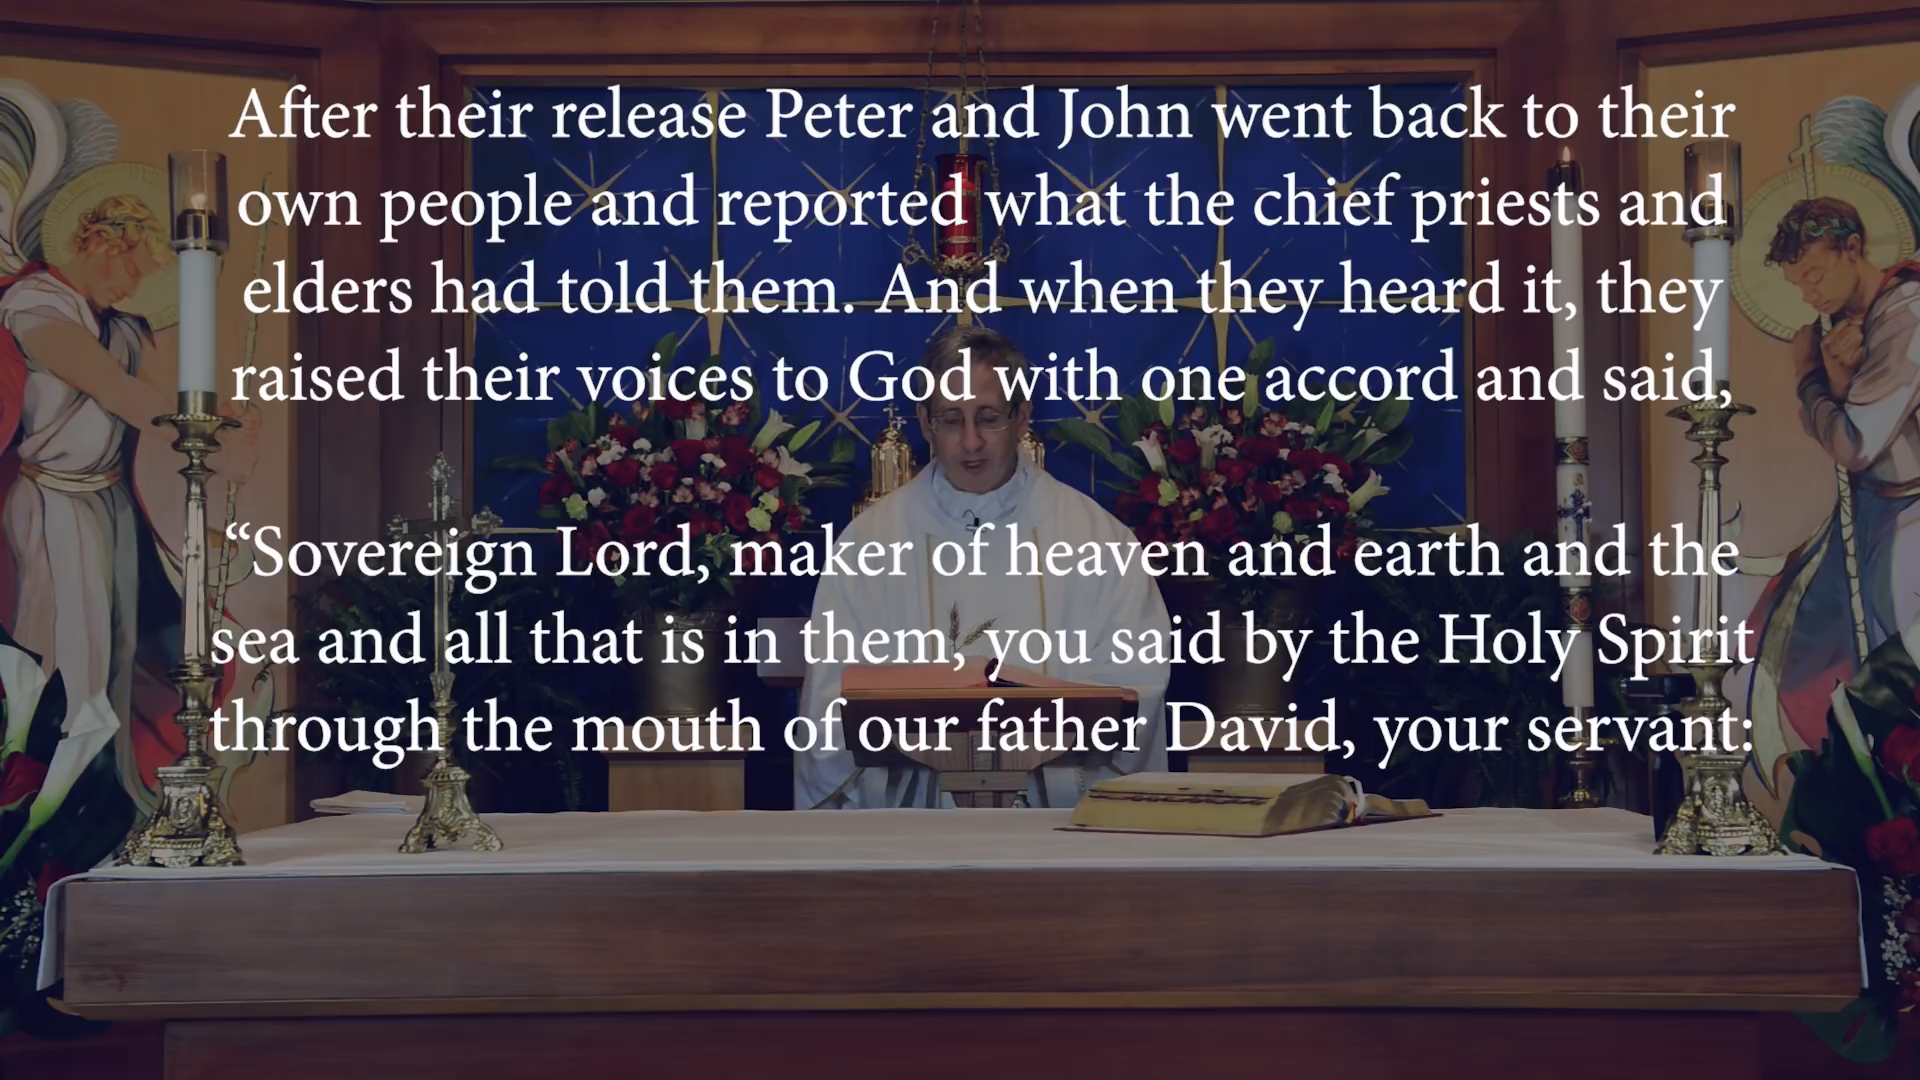 After their release Peter and John went back to their
own people and reported what the chief priests and
elders had told them. And when they heard it, they
raised their voices to God with one accord and said,
“Sovereign Lord, maker of heaven and earth and the
sea and all that is in them, you said by the Holy Spirit
through the mouth of our father David, your servant: